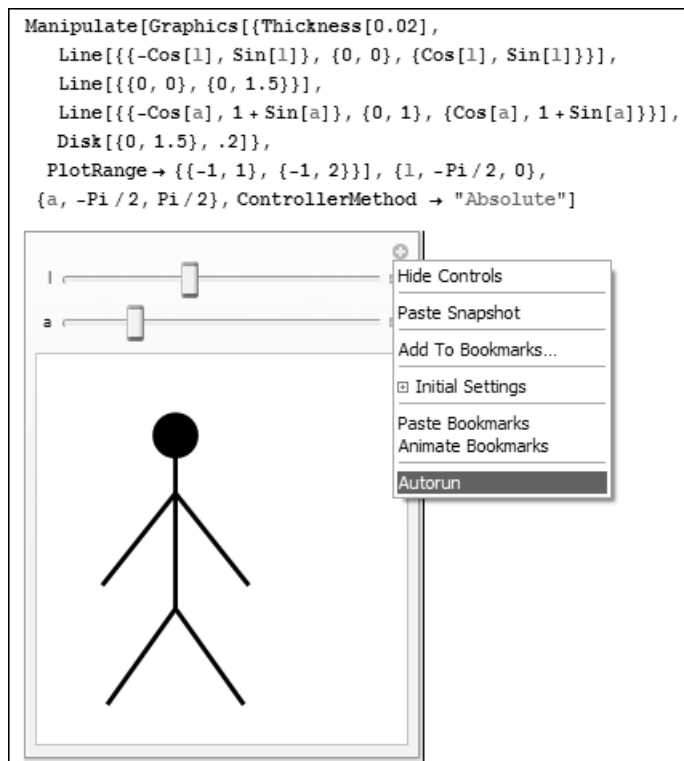 Manipulate[Graphics[{Thickness[0.02],
Line[{{-Cos[l], Sin[l]}, {0, 0}, {Cos[l], Sin[l]}}],
Line[{{0, 0}, {0, 1.5}}],
Line[{{-Cos[a], 1 + Sin[a]}, {0, 1}, {Cos[a], 1 + Sin[a]}}],
Disk[{0, 1.5}, .2]},
PlotRange → {{-1, 1}, {-1, 2}}], {l, -Pi / 2, 0},
{a, -Pi / 2, Pi / 2}, ControllerMethod → "Absolute"]
l
a
Hide Controls
Paste Snapshot
Add To Bookmarks...
Initial Settings
Paste Bookmarks
Animate Bookmarks
Autorun